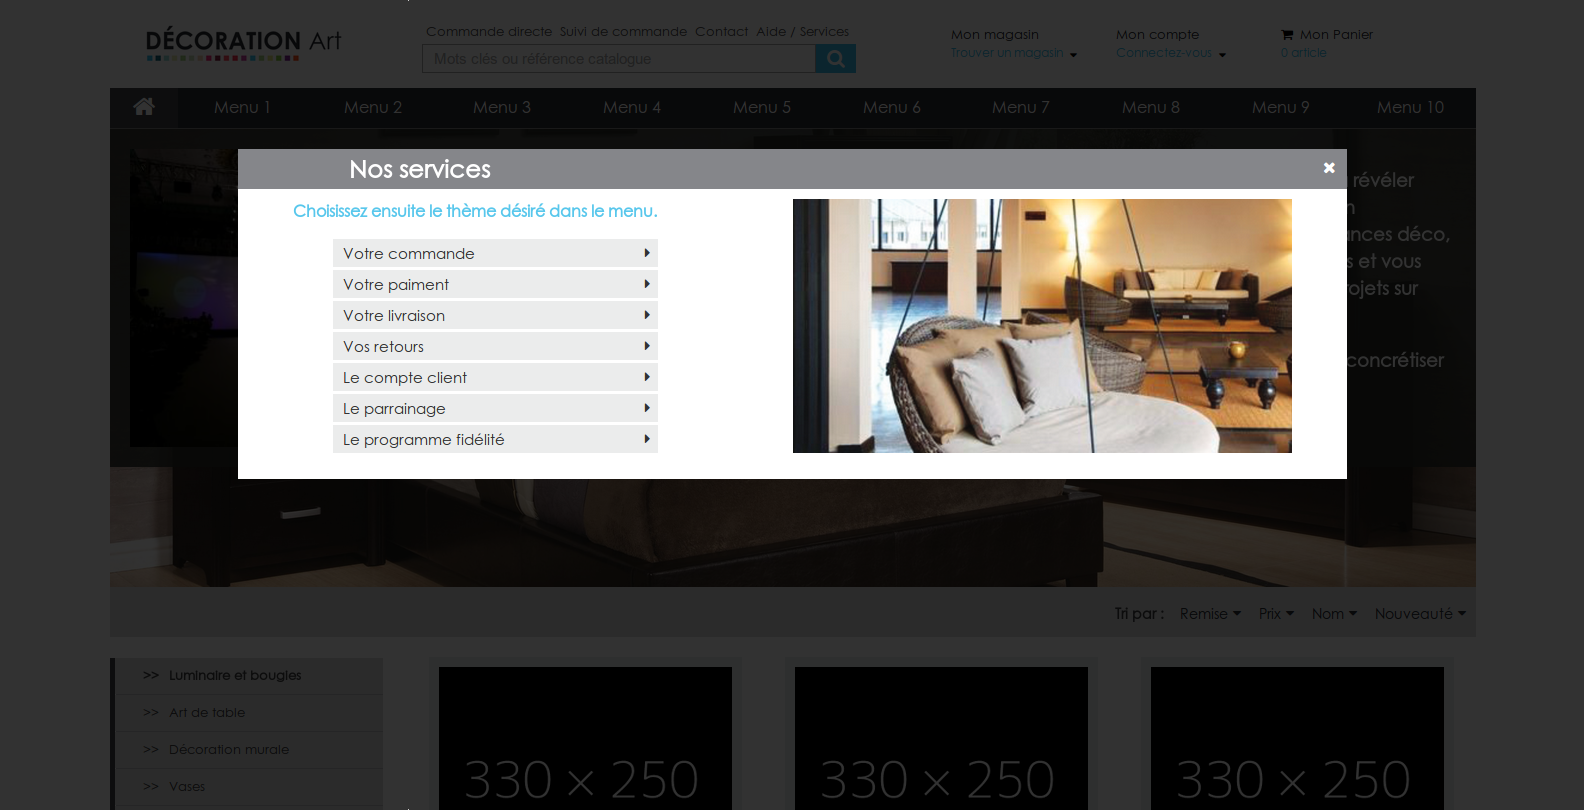 DÉCORATION Art
Commande directe Suivi de commande Contact Aide / Services
Mots clés ou référence catalogue
Mon magasin
Trouver un magasin
Mon compte
Connectez-vous
Mon Panier
0 article
Menu 1 Menu 2 Menu 3 Menu 4 Menu 5 Menu 6 Menu 7 Menu 8 Menu 9 Menu 10
Nos services
révéler
déco,
s et vous
sur
concrétiser
Choisissez ensuite le thème désiré dans le menu.
Votre commande
Votre paiment
Votre livraison
Vos retours
Le compte client
Le parrainage
Le programme fidélité
Tri par : Remise Prix Nom Nouveauté
>> Luminaire et bougies
>> Art de table
>> Décoration murale
>> Vases
330 × 250
330 × 250
330 × 250